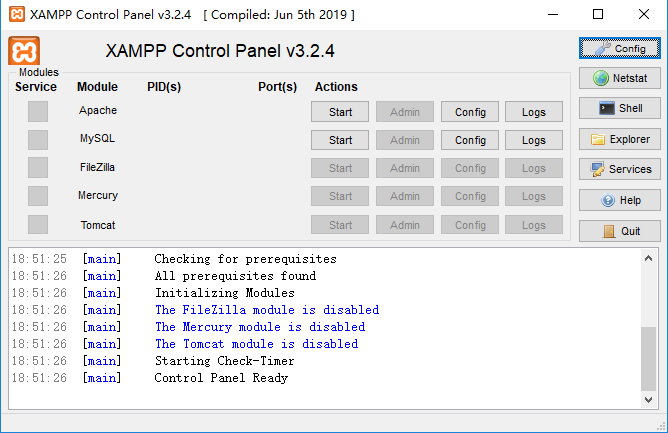 XAMPP Control Panel v3.2.4 [ Compiled: Jun 5th 2019 ]
XAMPP Control Panel v3.2.4
Config
Modules
Service Module PID(s) Port(s) Actions
Netstat
Apache Start Admin Config Logs
Shell
MySQL Start Admin Config Logs
Explorer
FileZilla Start Admin Config Logs
Services
Mercury Start Admin Config Logs
Help
Tomcat Start Admin Config Logs
Quit
18:51:25 [main] Checking for prerequisites
18:51:26 [main] All prerequisites found
18:51:26 [main] Initializing Modules
18:51:26 [main] The FileZilla module is disabled
18:51:26 [main] The Mercury module is disabled
18:51:26 [main] The Tomcat module is disabled
18:51:26 [main] Starting Check-Timer
18:51:26 [main] Control Panel Ready